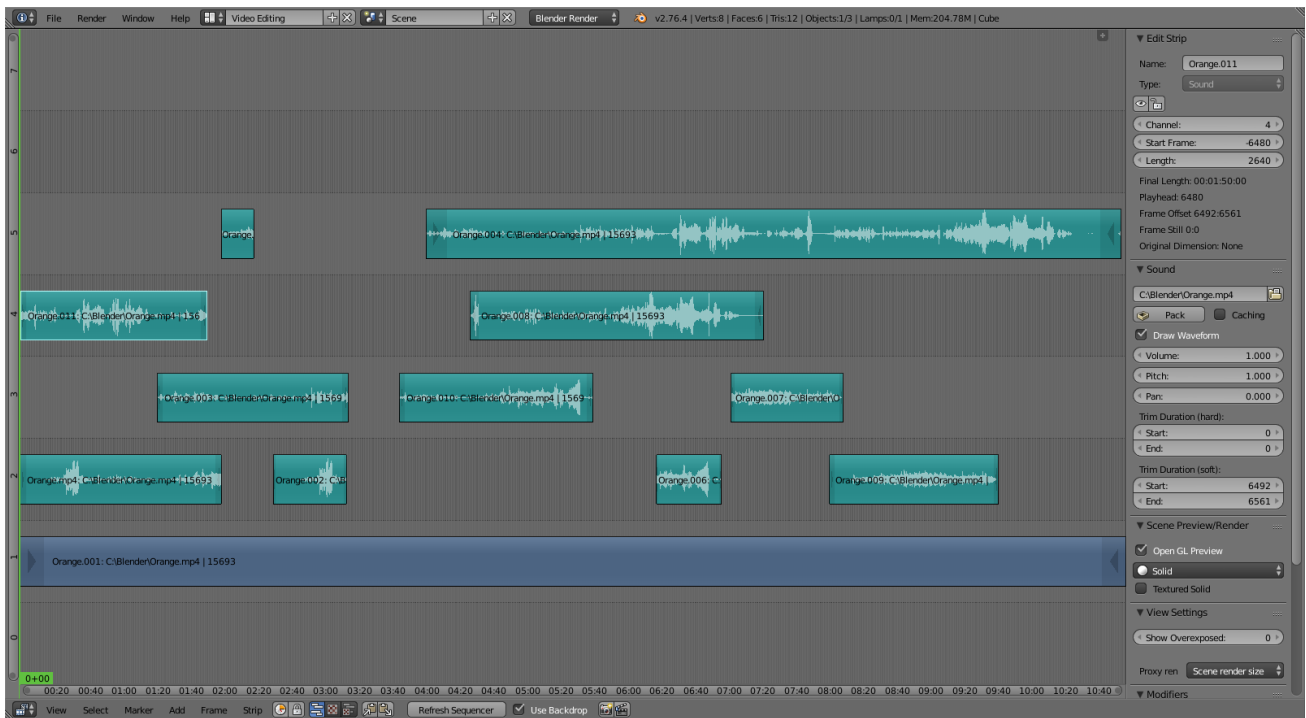 File Render Window Help Video Editing Scene Blender Render v2.76.4 | Verts:8 | Faces:6 | Tris:12 | Objects:1/3 | Lamps:0/1 | Mem:204.78M | Cube
7
6
5
Orange.
Orange.004: C:\Blender\Orange.mp4 | 15693
4
Orange.011: C:\Blender\Orange.mp4 | 156
Orange.008: C:\Blender\Orange.mp4 | 15693
3
Orange.003: C:\Blender\Orange.mp4 | 1569
Orange.010: C:\Blender\Orange.mp4 | 1569
Orange.007: C:\Blender\O
2
Orange.mp4: C:\Blender\Orange.mp4 | 15693
Orange.002: C:\B
Orange.006: C:
Orange.009: C:\Blender\Orange.mp4 |
1
Orange.001: C:\Blender\Orange.mp4 | 15693
0
0+00
00:20 00:40 01:00 01:20 01:40 02:00 02:20 02:40 03:00 03:20 03:40 04:00 04:20 04:40 05:00 05:20 05:40 06:00 06:20 06:40 07:00 07:20 07:40 08:00 08:20 08:40 09:00 09:20 09:40 10:00 10:20 10:40
View Select Marker Add Frame Strip Refresh Sequencer Use Backdrop
Edit Strip
Name: Orange.011
Type: Sound
Channel: 4
Start Frame: -6480
Length: 2640
Final Length: 00:01:50:00
Playhead: 6480
Frame Offset 6492:6561
Frame Still 0:0
Original Dimension: None
Sound
C:\Blender\Orange.mp4
Pack Caching
Draw Waveform
Volume: 1.000
Pitch: 1.000
Pan: 0.000
Trim Duration (hard):
Start: 0
End: 0
Trim Duration (soft):
Start: 6492
End: 6561
Scene Preview/Render
Open GL Preview
Solid
Textured Solid
View Settings
Show Overexposed: 0
Proxy ren Scene render size
Modifiers